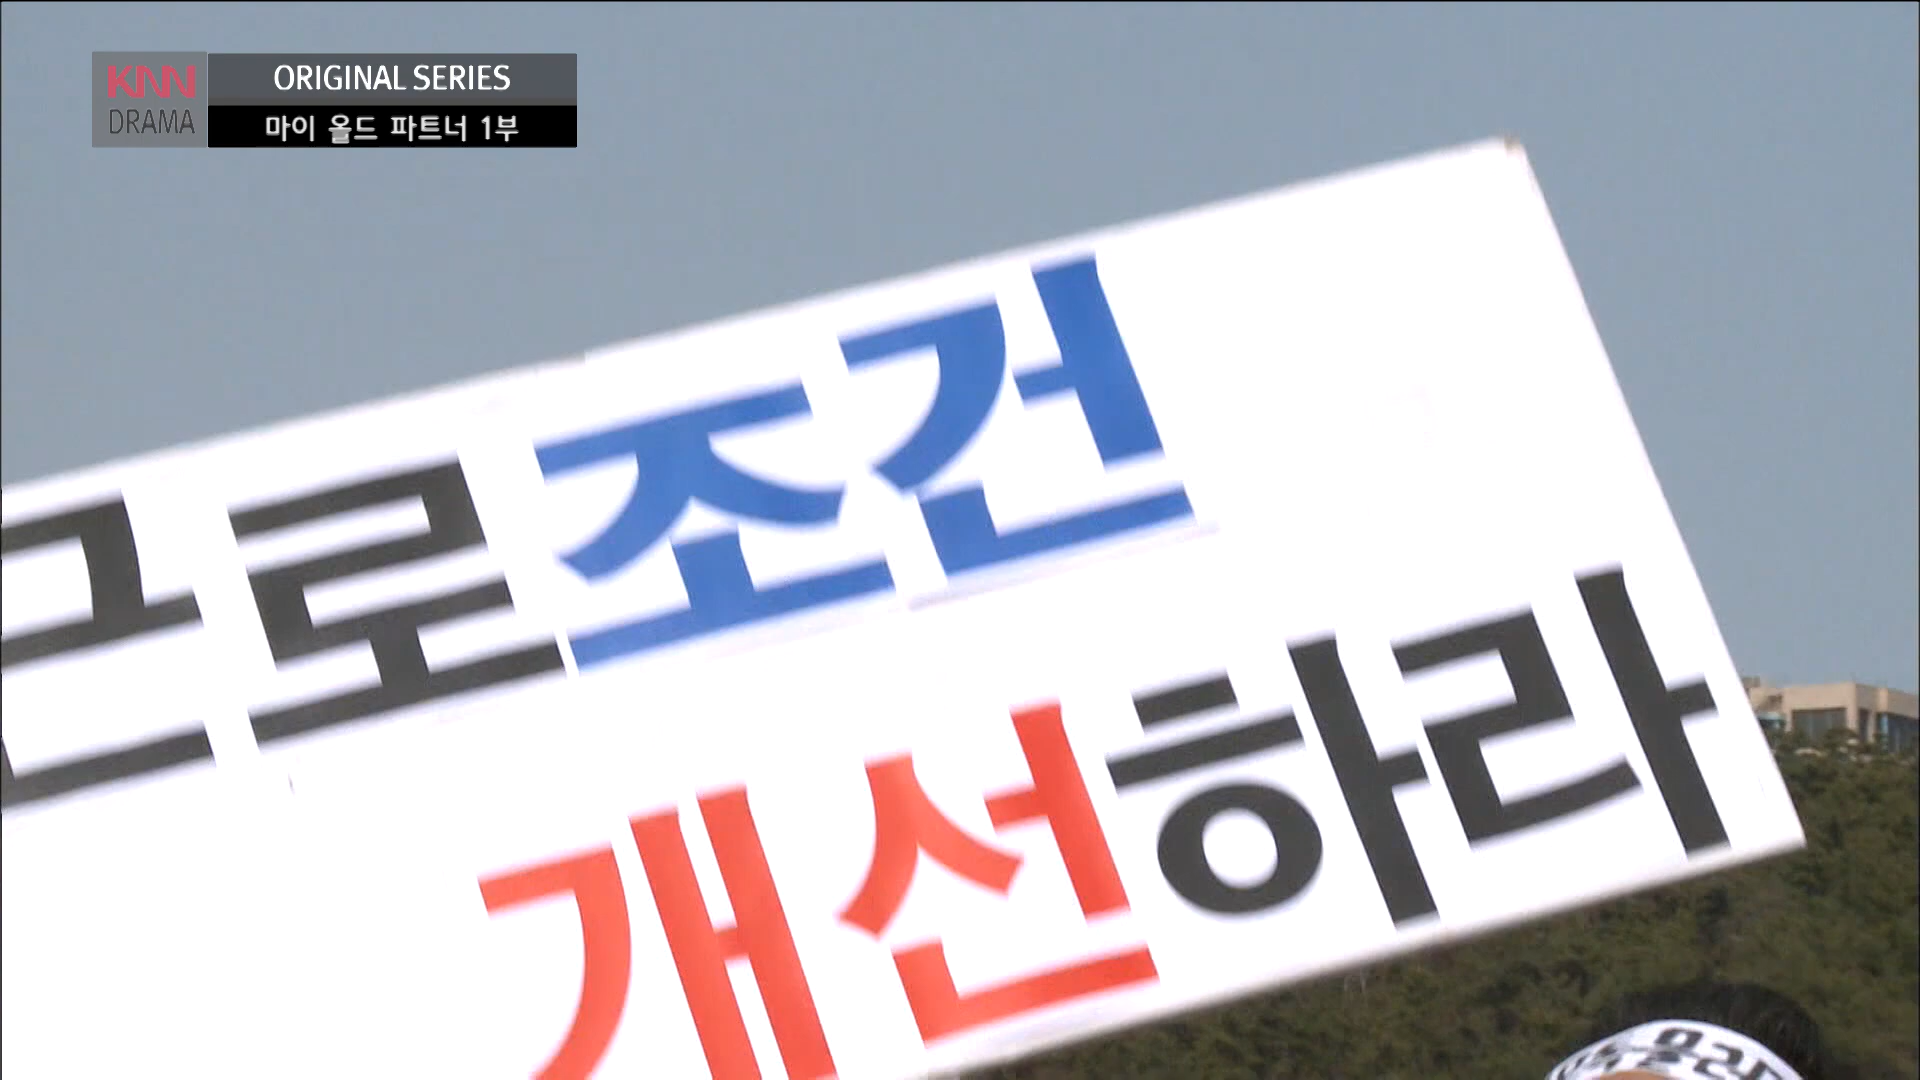 KNN
DRAMA
ORIGINAL SERIES
마이 올드 파트너 1부
근로조건
개선하라